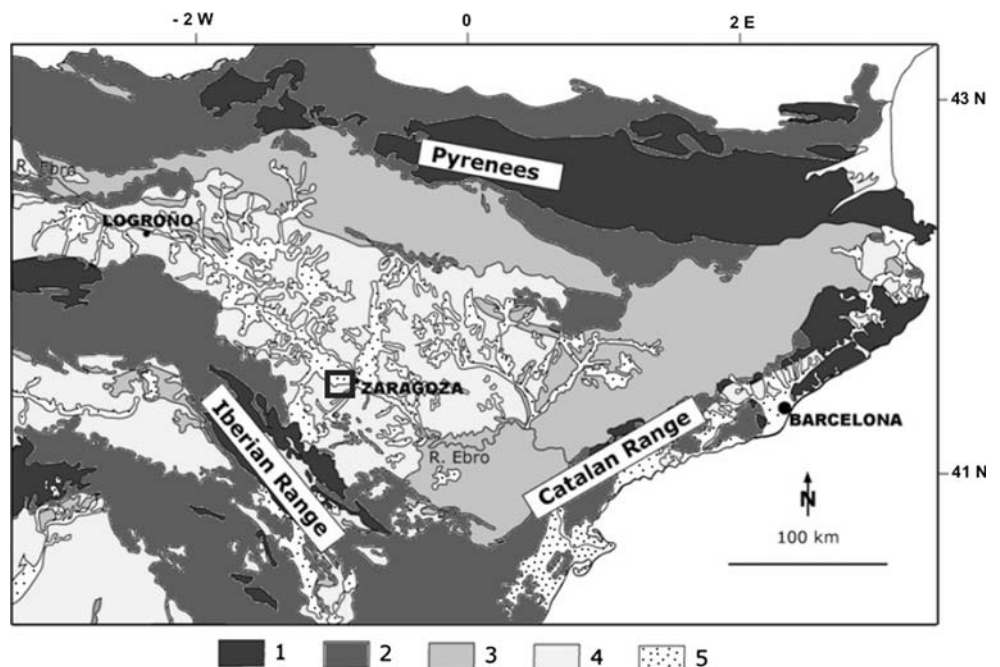 - 2 W
0
2 E
43 N
Pyrenees
R. Ebro
LOGROÑO
ZARAGOZA
Iberian Range
R. Ebro
Catalan Range
BARCELONA
41 N
N
100 km
1
2
3
4
5